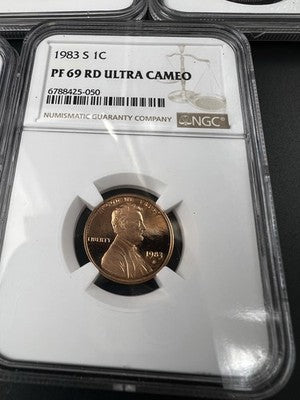 1983 S 1C
PF 69 RD ULTRA CAMEO
6788425-050
NUMISMATIC GUARANTY COMPANY
NGC
LIBERTY
1983